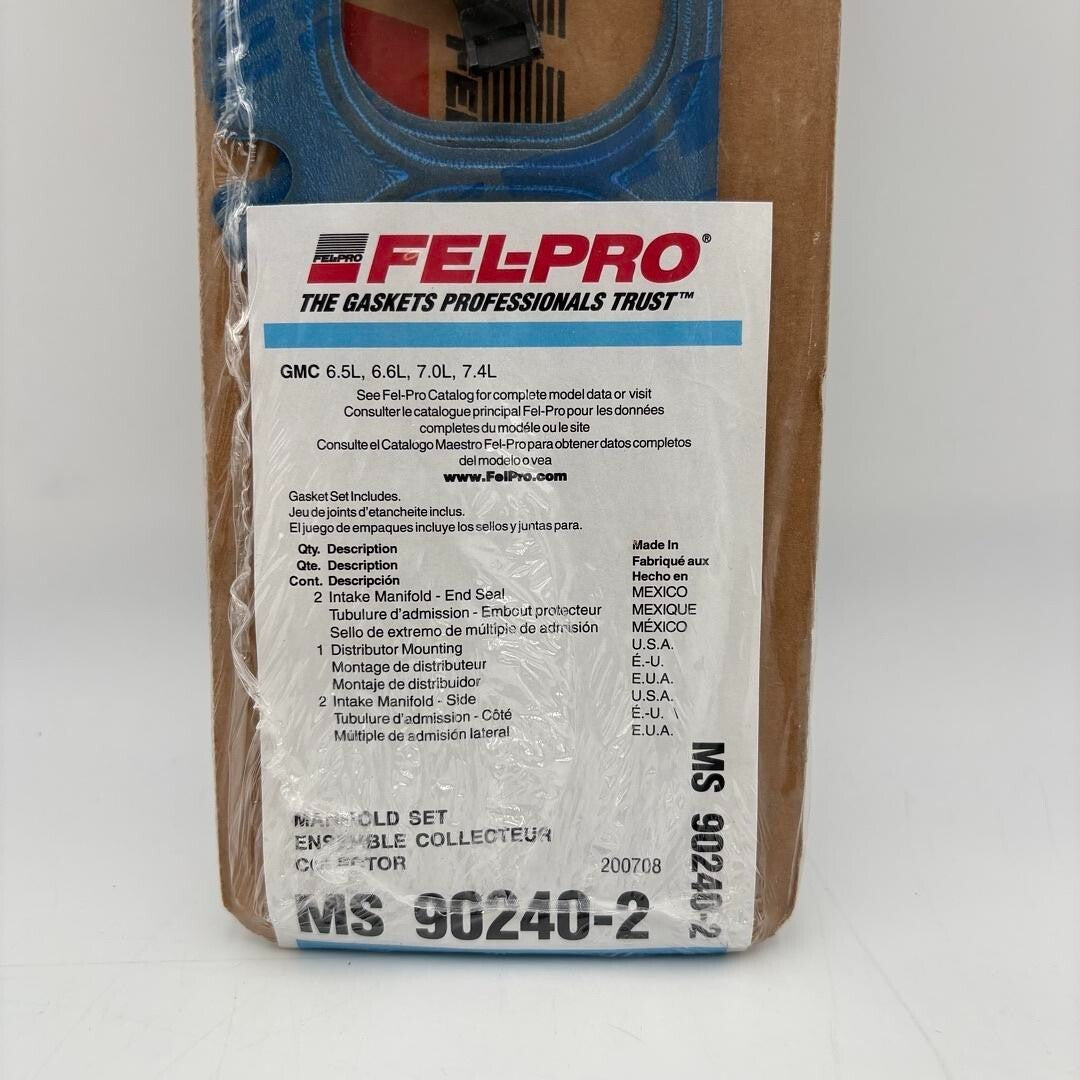 FEL-PRO
FEL-PRO®
THE GASKETS PROFESSIONALS TRUST™
GMC 6.5L, 6.6L, 7.0L, 7.4L
See Fel-Pro Catalog for complete model data or visit
Consulter le catalogue principal Fel-Pro pour les données
completes du modéle ou le site
Consulte el Catalogo Maestro Fel-Pro para obtener datos completos
del modelo o vea
www.FelPro.com
Gasket Set Includes.
Jeu de joints d'etancheite inclus.
El juego de empaques incluye los sellos y juntas para.
Qty. Description Made In
Qte. Description Fabriqué aux
Cont. Descripción Hecho en
2 Intake Manifold - End Seal MEXICO
Tubulure d'admission - Embout protecteur MEXIQUE
Sello de extremo de múltiple de admisión MÉXICO
1 Distributor Mounting U.S.A.
Montage de distributeur É.-U.
Montaje de distribuidor E.U.A.
2 Intake Manifold - Side U.S.A.
Tubulure d'admission - Côté É.-U.
Múltiple de admisión lateral E.U.A.
MANIFOLD SET
ENSEMBLE COLLECTEUR
COLECTOR 200708
MS 90240-2
MS 90240-2